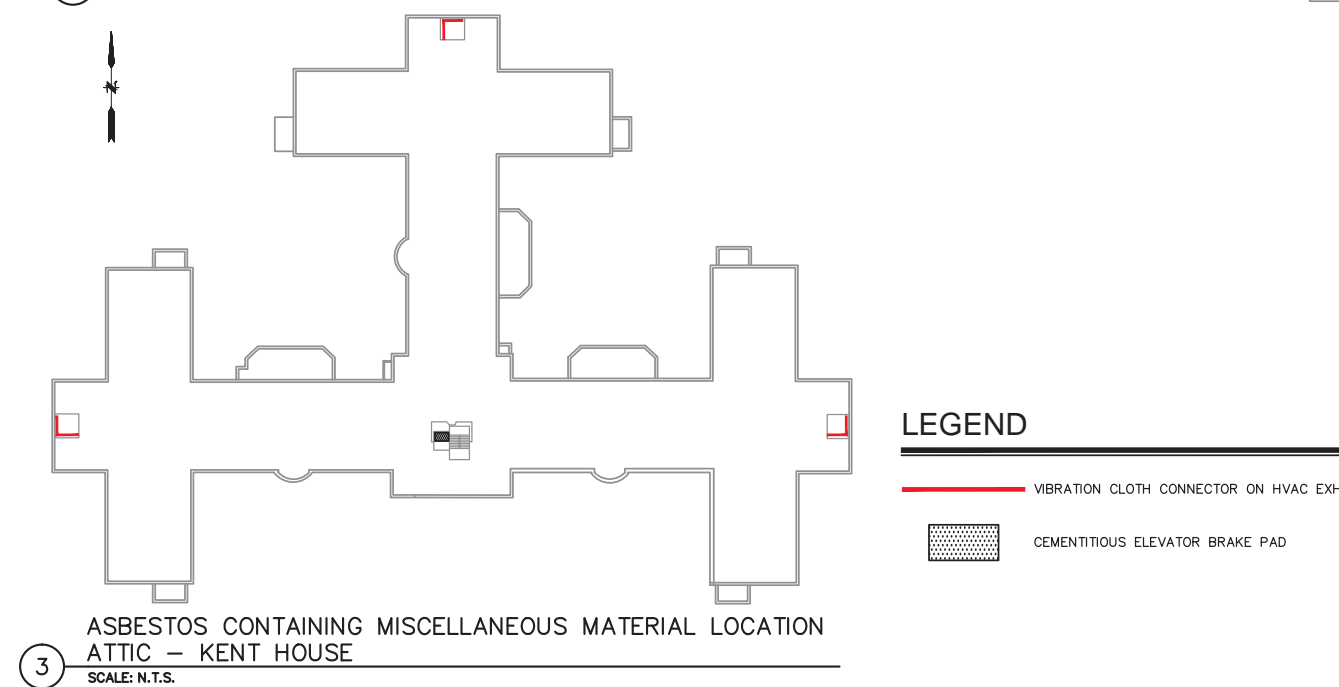 N
LEGEND
VIBRATION CLOTH CONNECTOR ON HVAC
CEMENTITIOUS ELEVATOR BRAKE PAD
ASBESTOS CONTAINING MISCELLANEOUS MATERIAL LOCATION
ATTIC – KENT HOUSE
3
SCALE: N.T.S.